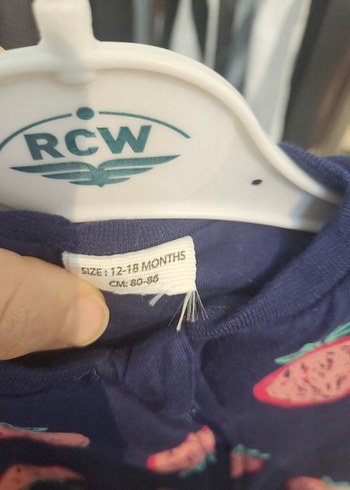 RCW
SIZE : 12-18 MONTHS
CM: 80-86